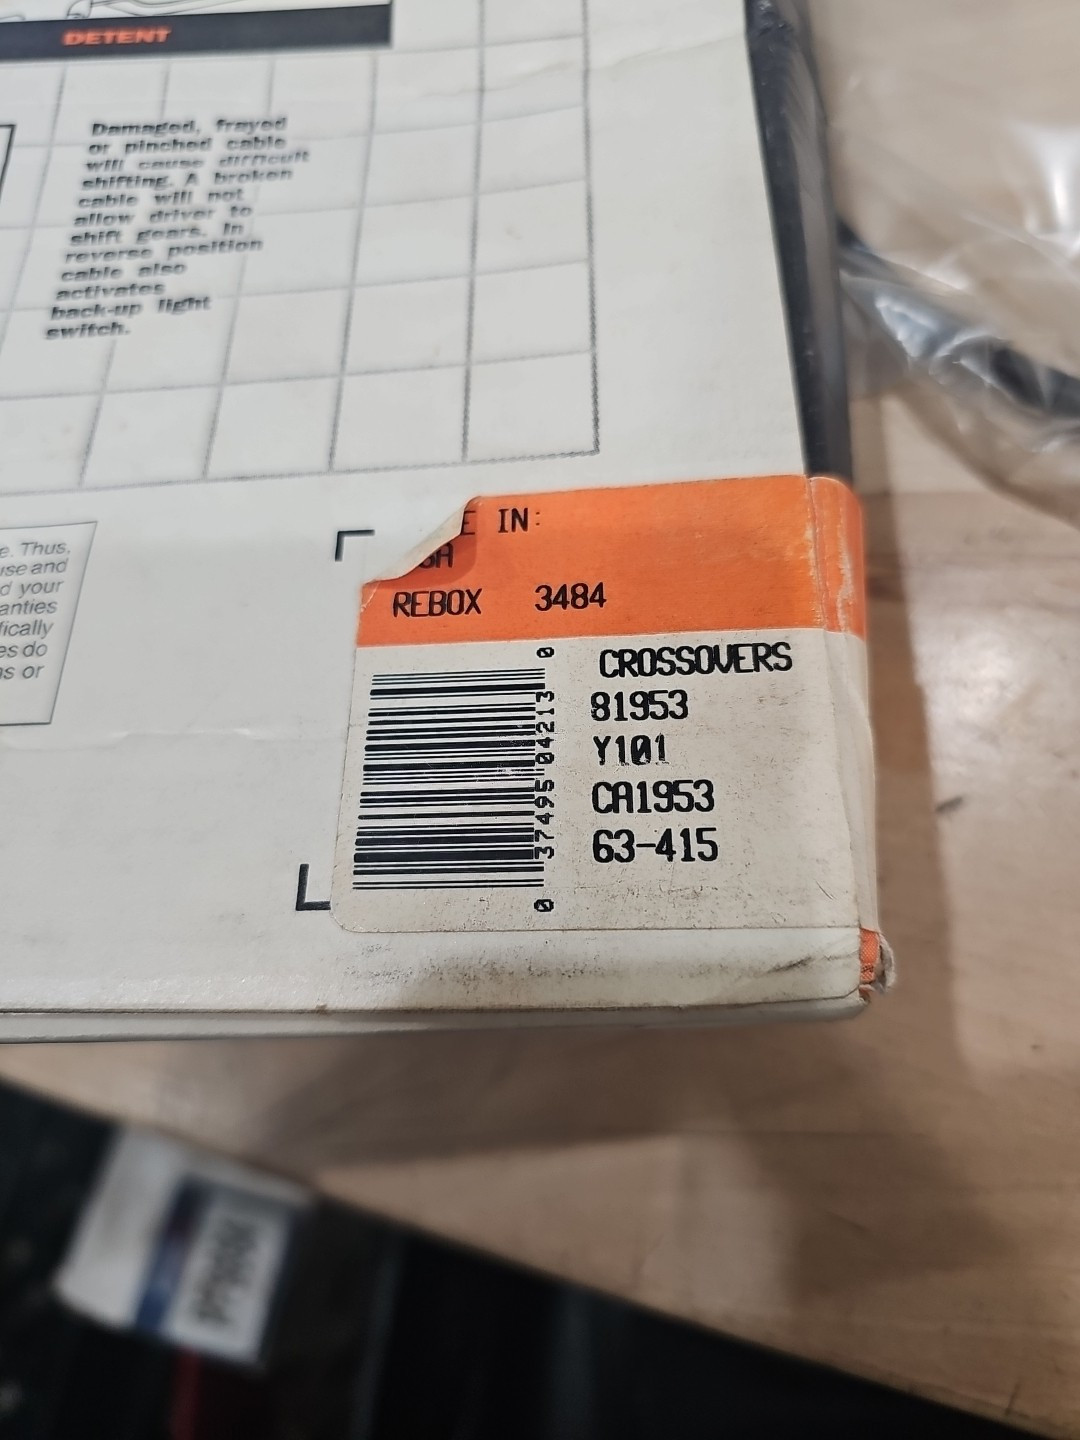 DETENT
Damaged, frayed
or pinched cable
will cause difficult
shifting. A broken
cable will not
allow driver to
shift gears. In
reverse position
cable also
activates
back-up light
switch.
e. Thus,
use and
d your
anties
fically
es do
ns or
E IN:
SA
REBOX 3484
CROSSOVERS
81953
Y101
CA1953
63-415
0 37495 04213 0